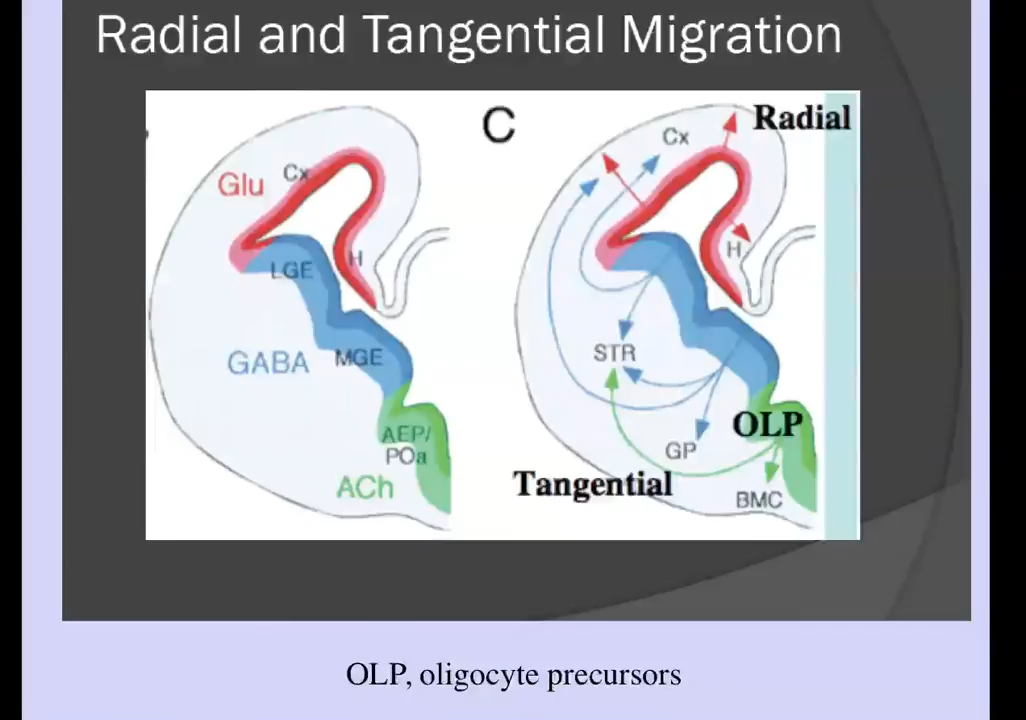 Radial and Tangential Migration
Glu
Cx
LGE
H
GABA
MGE
AEP/
POa
ACh
C
Radial
Cx
H
STR
OLP
GP
Tangential
BMC
OLP, oligocyte precursors